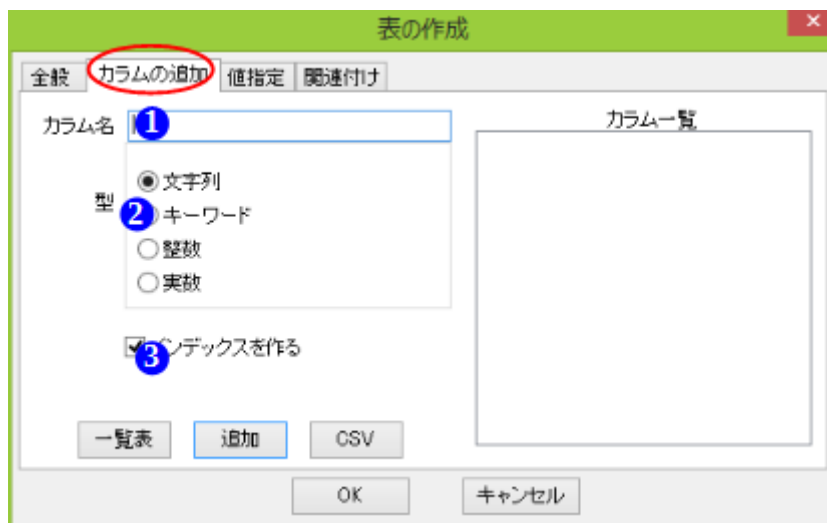 表の作成
×
全般 カラムの追加 値指定 関連付け
カラム名 1
カラム一覧
型
文字列
2 キーワード
整数
実数
3 ンデックスを作る
一覧表 追加 CSV
OK キャンセル